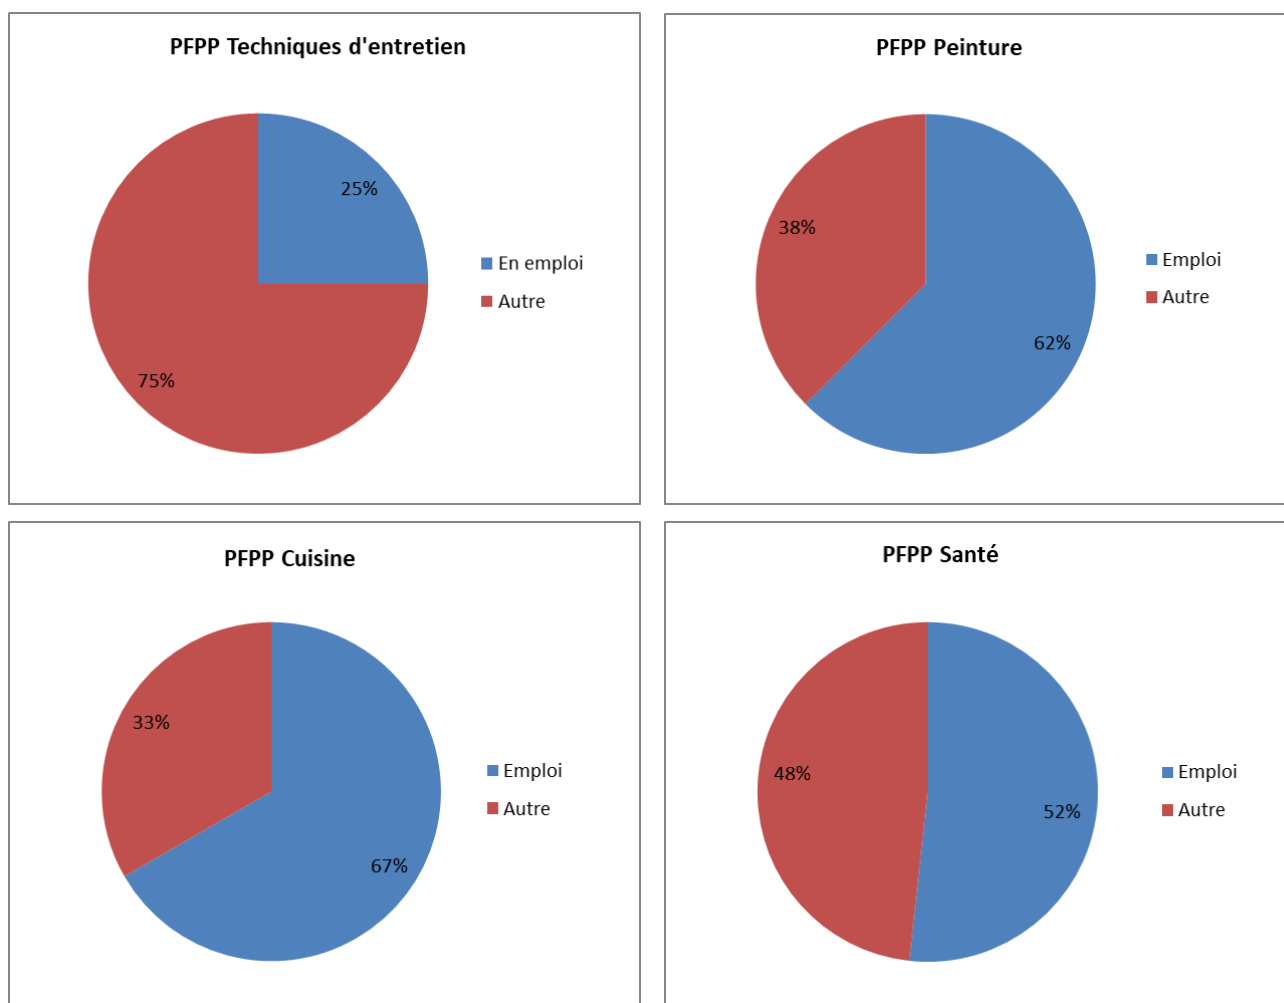 PFPP Techniques d'entretien
25%
75%
En emploi
Autre
PFPP Peinture
38%
62%
Emploi
Autre
PFPP Cuisine
33%
67%
Emploi
Autre
PFPP Santé
48%
52%
Emploi
Autre